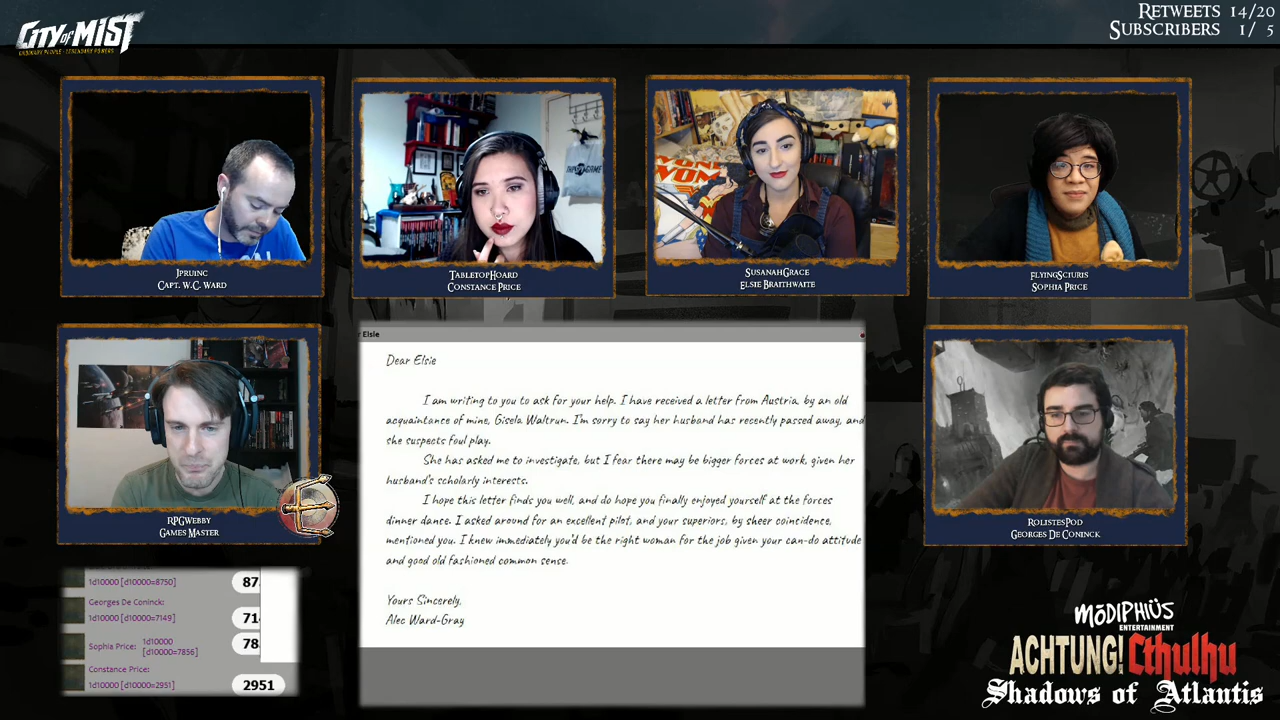 CITY OF MIST
ORDINARY PEOPLE · LEGENDARY POWERS
RETWEETS 14/20
SUBSCRIBERS 1/ 5
JPRUINC
CAPT. W.C. WARD
TABLETOPHOARD
CONSTANCE PRICE
SUSANAHGRACE
ELSIE BRAITHWAITE
FLYINGSCIURIS
SOPHIA PRICE
RPGWEBBY
GAMES MASTER
Elsie
Dear Elsie
I am writing to you to ask for your help. I have received a letter from Austria, by an old
acquaintance of mine, Gisela Waltrun. I'm sorry to say her husband has recently passed away, and
she suspects foul play.
She has asked me to investigate, but I fear there may be bigger forces at work, given her
husband's scholarly interests.
I hope this letter finds you well, and do hope you finally enjoyed yourself at the forces
dinner dance. I asked around for an excellent pilot, and your superiors, by sheer coincidence,
mentioned you. I knew immediately you'd be the right woman for the job given your can-do attitude
and good old fashioned common sense.
Yours Sincerely,
Alec Ward-Gray
ROLISTESPOD
GEORGES DE CONINCK
1d10000 [d10000=8750]
87
Georges De Coninck:
1d10000 [d10000=7149]
71
Sophia Price: 1d10000
[d10000=7856]
78
Constance Price:
1d10000 [d10000=2951]
2951
MŌDIPHIÜS
ENTERTAINMENT
ACHTUNG! Cthulhu
Shadows of Atlantis